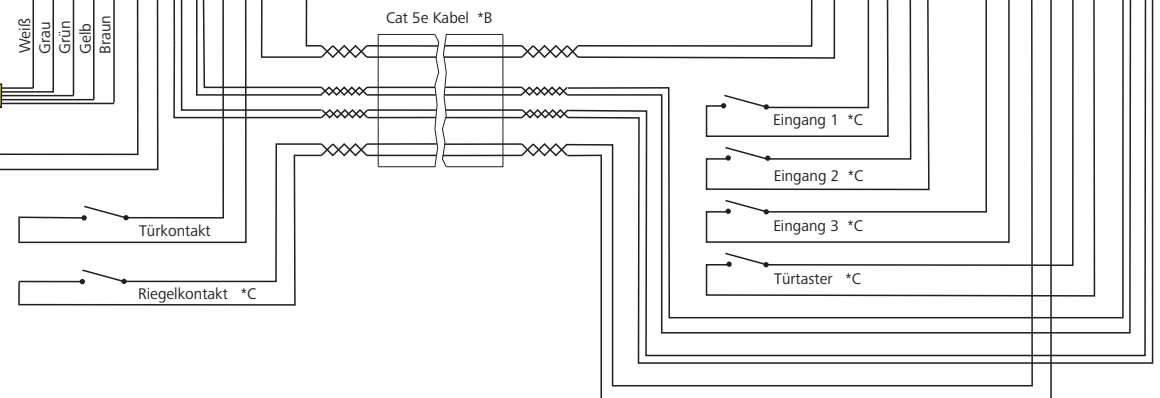 Weiß
Grau
Grün
Gelb
Braun
Cat 5e Kabel *B
Eingang 1 *C
Eingang 2 *C
Eingang 3 *C
Türtaster *C
Türkontakt
Riegelkontakt *C